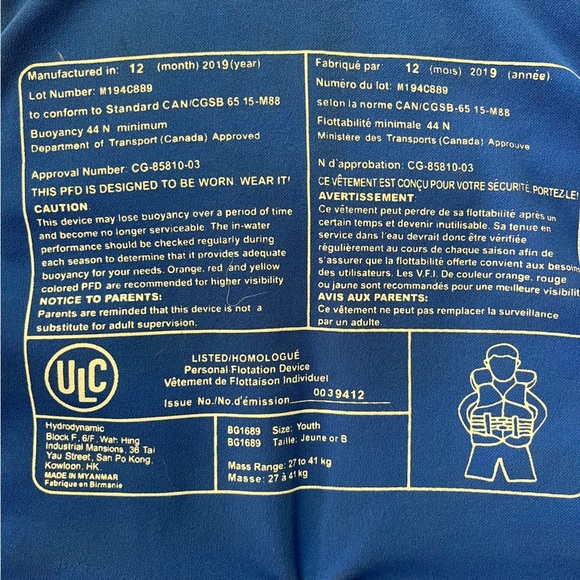 Manufactured in: 12 (month) 2019(year)
Lot Number: M194C889
to conform to Standard CAN/CGSB 65 15-M88
Buoyancy 44 N minimum
Department of Transport (Canada) Approved
Approval Number: CG-85810-03
THIS PFD IS DESIGNED TO BE WORN. WEAR IT!
CAUTION
This device may lose buoyancy over a period of time
and become no longer serviceable. The in-water
performance should be checked regularly during
each season to determine that it provides adequate
buoyancy for your needs. Orange, red and yellow
colored PFD are recommended for higher visibility
NOTICE TO PARENTS:
Parents are reminded that this device is not a
substitute for adult supervision.
Fabriqué par: 12 (mois) 2019 (année)
Numéro du lot: M194C889
selon la norme CAN/CGSB-65 15-M88
Flottabilité minimale 44 N
Ministère des Transports (Canada) Approuve
N d'approbation: CG-85810-03
CE VÊTEMENT EST CONÇU POUR VOTRE SÉCURITÉ, PORTEZ-LE!
AVERTISSEMENT
Ce vêtement peut perdre de sa flottabilité après un
certain temps et devenir inutilisable. Sa tenue en
service dans l'eau devrait donc être vérifiée
régulièrement au cours de chaque saison afin de
s'assurer que la flottabilité offerte convient aux besoins
des utilisateurs. Les V.F.I. De couleur orange, rouge
ou jaune sont recommandés pour une meilleure visibilit
AVIS AUX PARENTS:
Ce vêtement ne peut pas remplacer la surveillance
par un adulte.
ULC
LISTED/HOMOLOGUÉ
Personal Flotation Device
Vêtement de Flottaison Individuel
Issue No./No.d'émission 0039412
Hydrodynamic
Block F, 6/F, Wah Hing
Industrial Mansions, 36 Tai
Yau Street, San Po Kong,
Kowloon, HK.
MADE IN MYANMAR
Fabrique en Birmanie
BG1689 Size: Youth
BG1689 Taille: Jeune or B
Mass Range: 27 to 41 kg
Masse: 27 à 41 kg